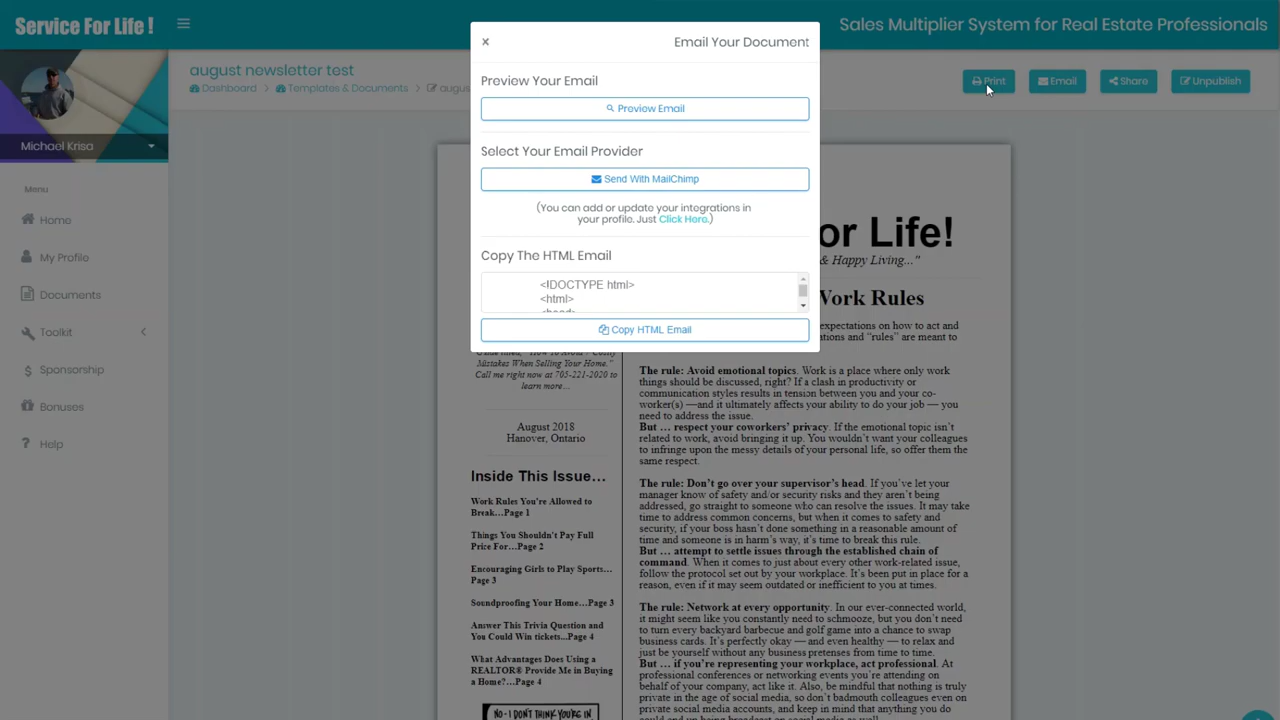 Service For Life !
Sales Multiplier System for Real Estate Professionals
august newsletter test
Dashboard
Templates & Documents
Print
Email
Share
Unpublish
Michael Krisa
Menu
Home
My Profile
Documents
Toolkit
Sponsorship
Bonuses
Help
×
Email Your Document
Preview Your Email
Preview Email
Select Your Email Provider
Send With MailChimp
(You can add or update your integrations in
your profile. Just Click Here.)
Copy The HTML Email
<!DOCTYPE html>
<html>
Copy HTML Email
or Life!
& Happy Living..."
Work Rules
expectations on how to act and
ations and "rules" are meant to
Mistakes When Selling Your Home."
Call me right now at 705-221-2020 to
learn more…
August 2018
Hanover, Ontario
Inside This Issue…
Work Rules You're Allowed to
Break…Page 1
Things You Shouldn't Pay Full
Price For…Page 2
Encouraging Girls to Play Sports…
Page 3
Soundproofing Your Home…Page 3
Answer This Trivia Question and
You Could Win tickets...Page 4
What Advantages Does Using a
REALTOR® Provide Me in Buying
a Home?…Page 4
NO - I DON'T THINK YOU'RE IN
The rule: Avoid emotional topics. Work is a place where only work
things should be discussed, right? If a clash in productivity or
communication styles results in tension between you and your co-
worker(s) —and it ultimately affects your ability to do your job — you
need to address the issue.
But … respect your coworkers' privacy. If the emotional topic isn't
related to work, avoid bringing it up. You wouldn't want your colleagues
to infringe upon the messy details of your personal life, so offer them the
same respect.
The rule: Don't go over your supervisor's head. If you've let your
manager know of safety and/or security risks and they aren't being
addressed, go straight to someone who can resolve the issues. It may take
time to address common concerns, but when it comes to safety and
security, if your boss hasn't done something in a reasonable amount of
time and someone is in harm's way, it's time to break this rule.
But … attempt to settle issues through the established chain of
command. When it comes to just about every other work-related issue,
follow the protocol set out by your workplace. It's been put in place for a
reason, even if it may seem outdated or inefficient to you at times.
The rule: Network at every opportunity. In our ever-connected world,
it might seem like you constantly need to schmooze, but you don't need
to turn every backyard barbecue and golf game into a chance to swap
business cards. It's perfectly okay — and even healthy — to relax and
just be yourself without any business pretenses from time to time.
But … if you're representing your workplace, act professional. At
professional conferences or networking events you're attending on
behalf of your company, act like it. Also, be mindful that nothing is truly
private in the age of social media, so don't badmouth colleagues even on
private social media accounts, and keep in mind that anything you